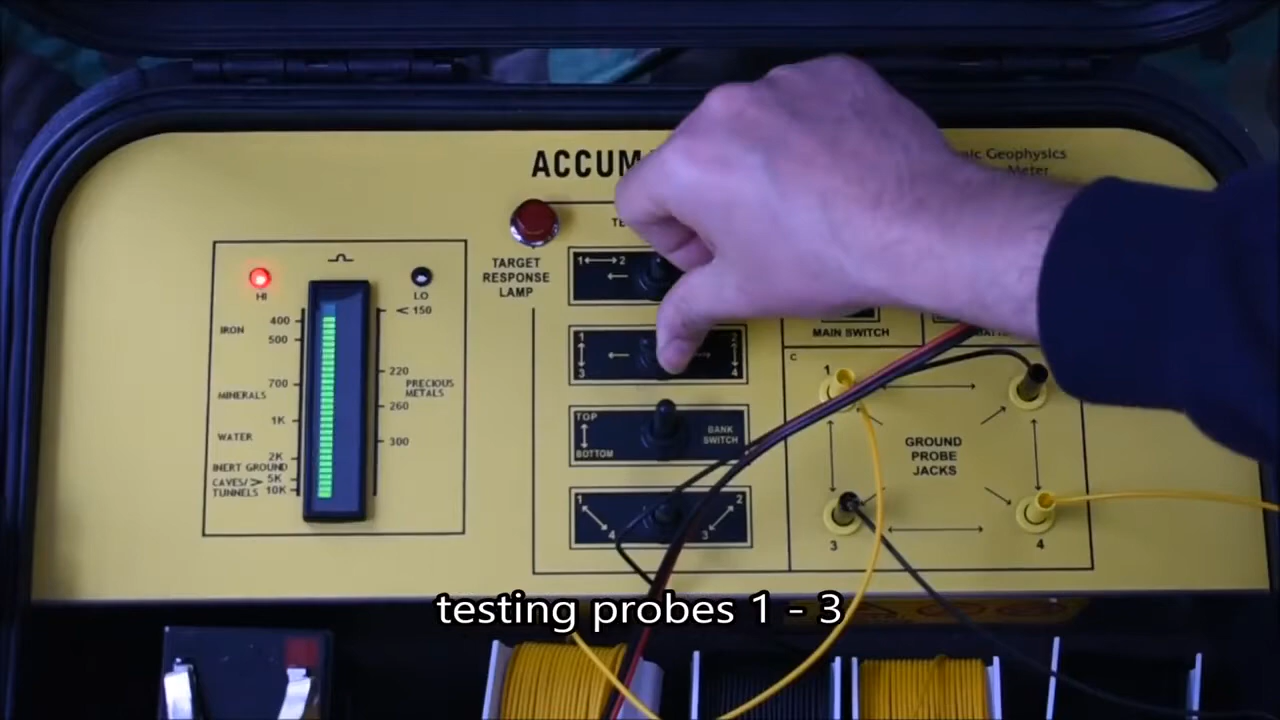 ACCUM
nic Geophysics
Meter
TARGET
RESPONSE
LAMP
1 ⟷ 2
←
HI
LO
400
500
700
1K
2K
5K
10K
IRON
MINERALS
WATER
INERT GROUND
CAVES/>
TUNNELS
< 150
220
260
300
PRECIOUS
METALS
1 2
← →
3 4
TOP
BOTTOM
BANK
SWITCH
1 2
4 3
MAIN SWITCH
C
1
GROUND
PROBE
JACKS
3 4
testing probes 1 - 3